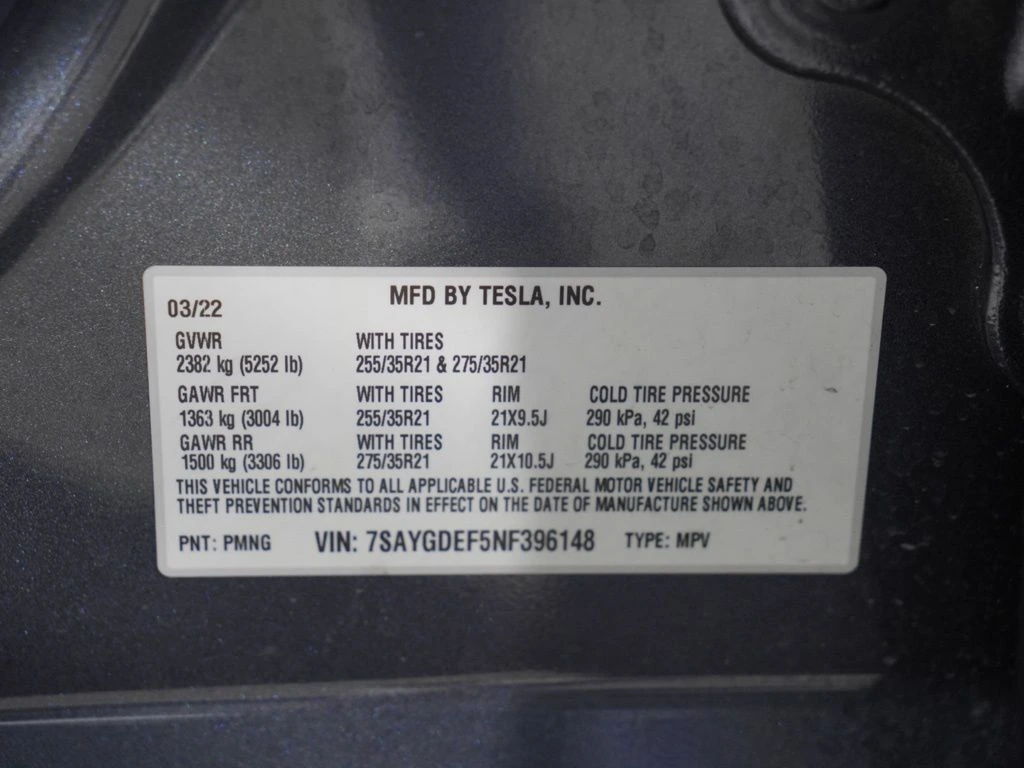 MFD BY TESLA, INC.
03/22
GVWR WITH TIRES
2382 kg (5252 lb) 255/35R21 & 275/35R21
GAWR FRT WITH TIRES RIM COLD TIRE PRESSURE
1363 kg (3004 lb) 255/35R21 21X9.5J 290 kPa, 42 psi
GAWR RR WITH TIRES RIM COLD TIRE PRESSURE
1500 kg (3306 lb) 275/35R21 21X10.5J 290 kPa, 42 psi
THIS VEHICLE CONFORMS TO ALL APPLICABLE U.S. FEDERAL MOTOR VEHICLE SAFETY AND
THEFT PREVENTION STANDARDS IN EFFECT ON THE DATE OF MANUFACTURE SHOWN ABOVE.
PNT: PMNG VIN: 7SAYGDEF5NF396148 TYPE: MPV